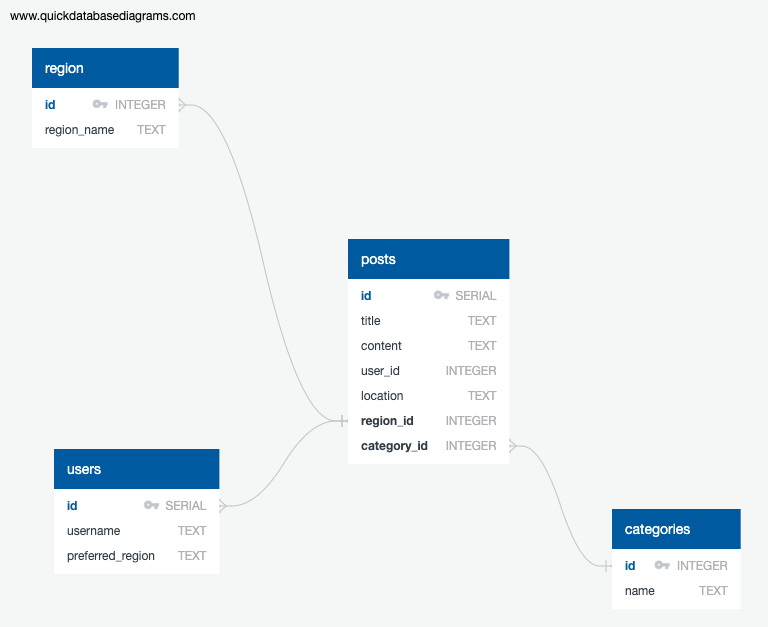 www.quickdatabasediagrams.com
region
id INTEGER
region_name TEXT
posts
id SERIAL
title TEXT
content TEXT
user_id INTEGER
location TEXT
region_id INTEGER
category_id INTEGER
users
id SERIAL
username TEXT
preferred_region TEXT
categories
id INTEGER
name TEXT